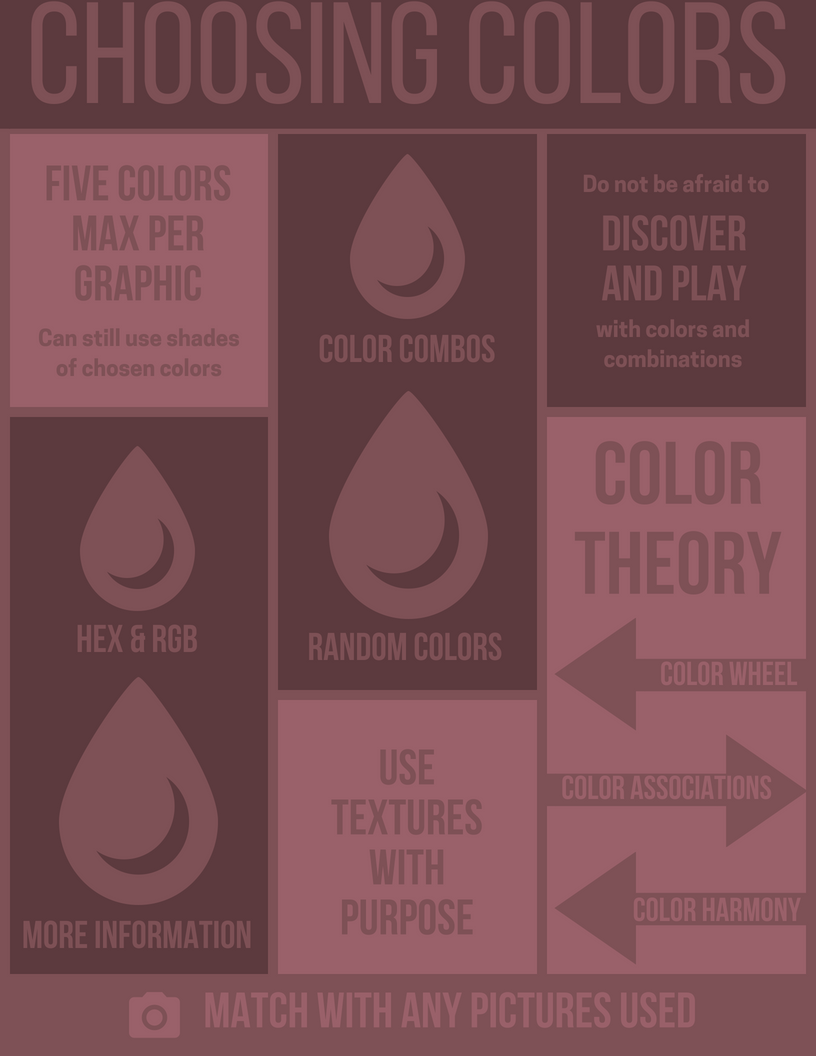 CHOOSING COLORS
FIVE COLORS
MAX PER
GRAPHIC
Can still use shades
of chosen colors
COLOR COMBOS
RANDOM COLORS
Do not be afraid to
DISCOVER
AND PLAY
with colors and
combinations
HEX & RGB
MORE INFORMATION
USE
TEXTURES
WITH
PURPOSE
COLOR
THEORY
COLOR WHEEL
COLOR ASSOCIATIONS
COLOR HARMONY
MATCH WITH ANY PICTURES USED